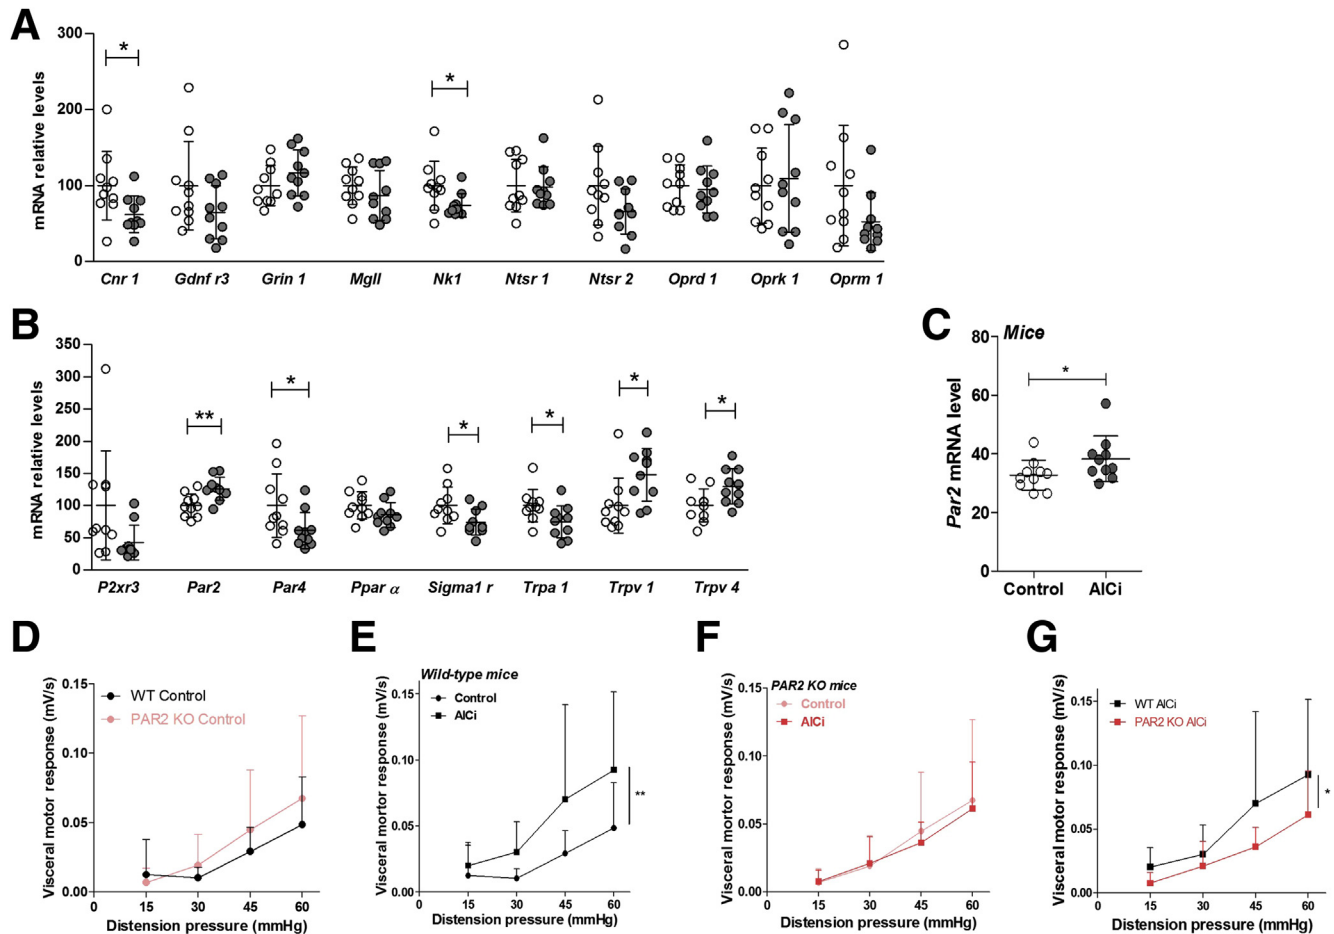 A
300
200
100
0
mRNA relative levels
*
*
Cnr 1 Gdnf r3 Grin 1 Mgll Nk1 Ntsr 1 Ntsr 2 Oprd 1 Oprk 1 Oprm 1
B
350
300
250
200
150
100
50
0
mRNA relative levels
**
*
*
*
*
*
P2xr3 Par2 Par4 Ppar α Sigma1 r Trpa 1 Trpv 1 Trpv 4
C
Mice
80
60
40
20
0
Par2 mRNA level
*
Control AlCi
D
WT Control
PAR2 KO Control
Visceral motor response (mV/s)
0.15
0.10
0.05
0.00
0 15 30 45 60
Distension pressure (mmHg)
E
Wild-type mice
Control
AlCi
Visceral mortor response (mV/s)
0.15
0.10
0.05
0.00
**
0 15 30 45 60
Distension pressure (mmHg)
F
PAR2 KO mice
Control
AlCi
Visceral mortor response (mV/s)
0.15
0.10
0.05
0.00
0 15 30 45 60
Distension pressure (mmHg)
G
WT AlCi
PAR2 KO AlCi
Visceral motor response (mV/s)
0.15
0.10
0.05
0.00
*
0 15 30 45 60
Distension pressure (mmHg)